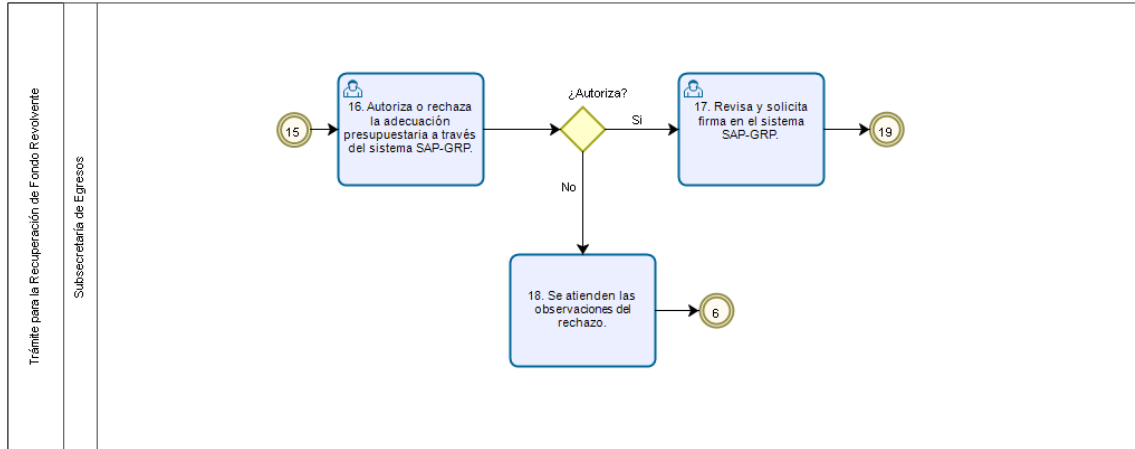 Trámite para la Recuperación de Fondo Revolvente
Subsecretaría de Egresos
15
16. Autoriza o rechaza
la adecuación
presupuestaria a través
del sistema SAP-GRP.
¿Autoriza?
Si
No
17. Revisa y solicita
firma en el sistema
SAP-GRP.
19
18. Se atienden las
observaciones del
rechazo.
6